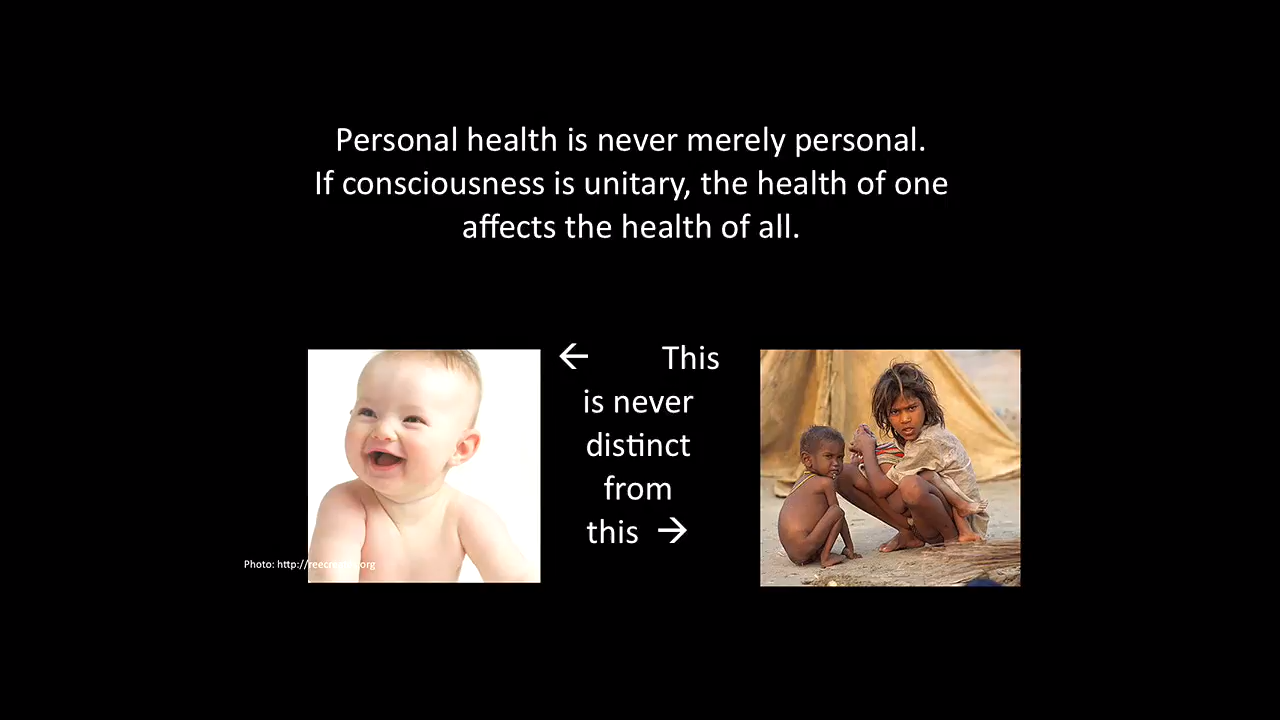 Personal health is never merely personal.
If consciousness is unitary, the health of one
affects the health of all.
← This
is never
distinct
from
this →
Photo: http://